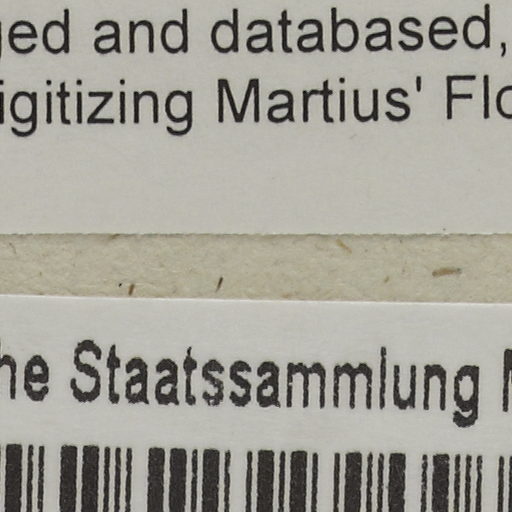 ged and databased,
igitizing Martius' Flo
he Staatssammlung M